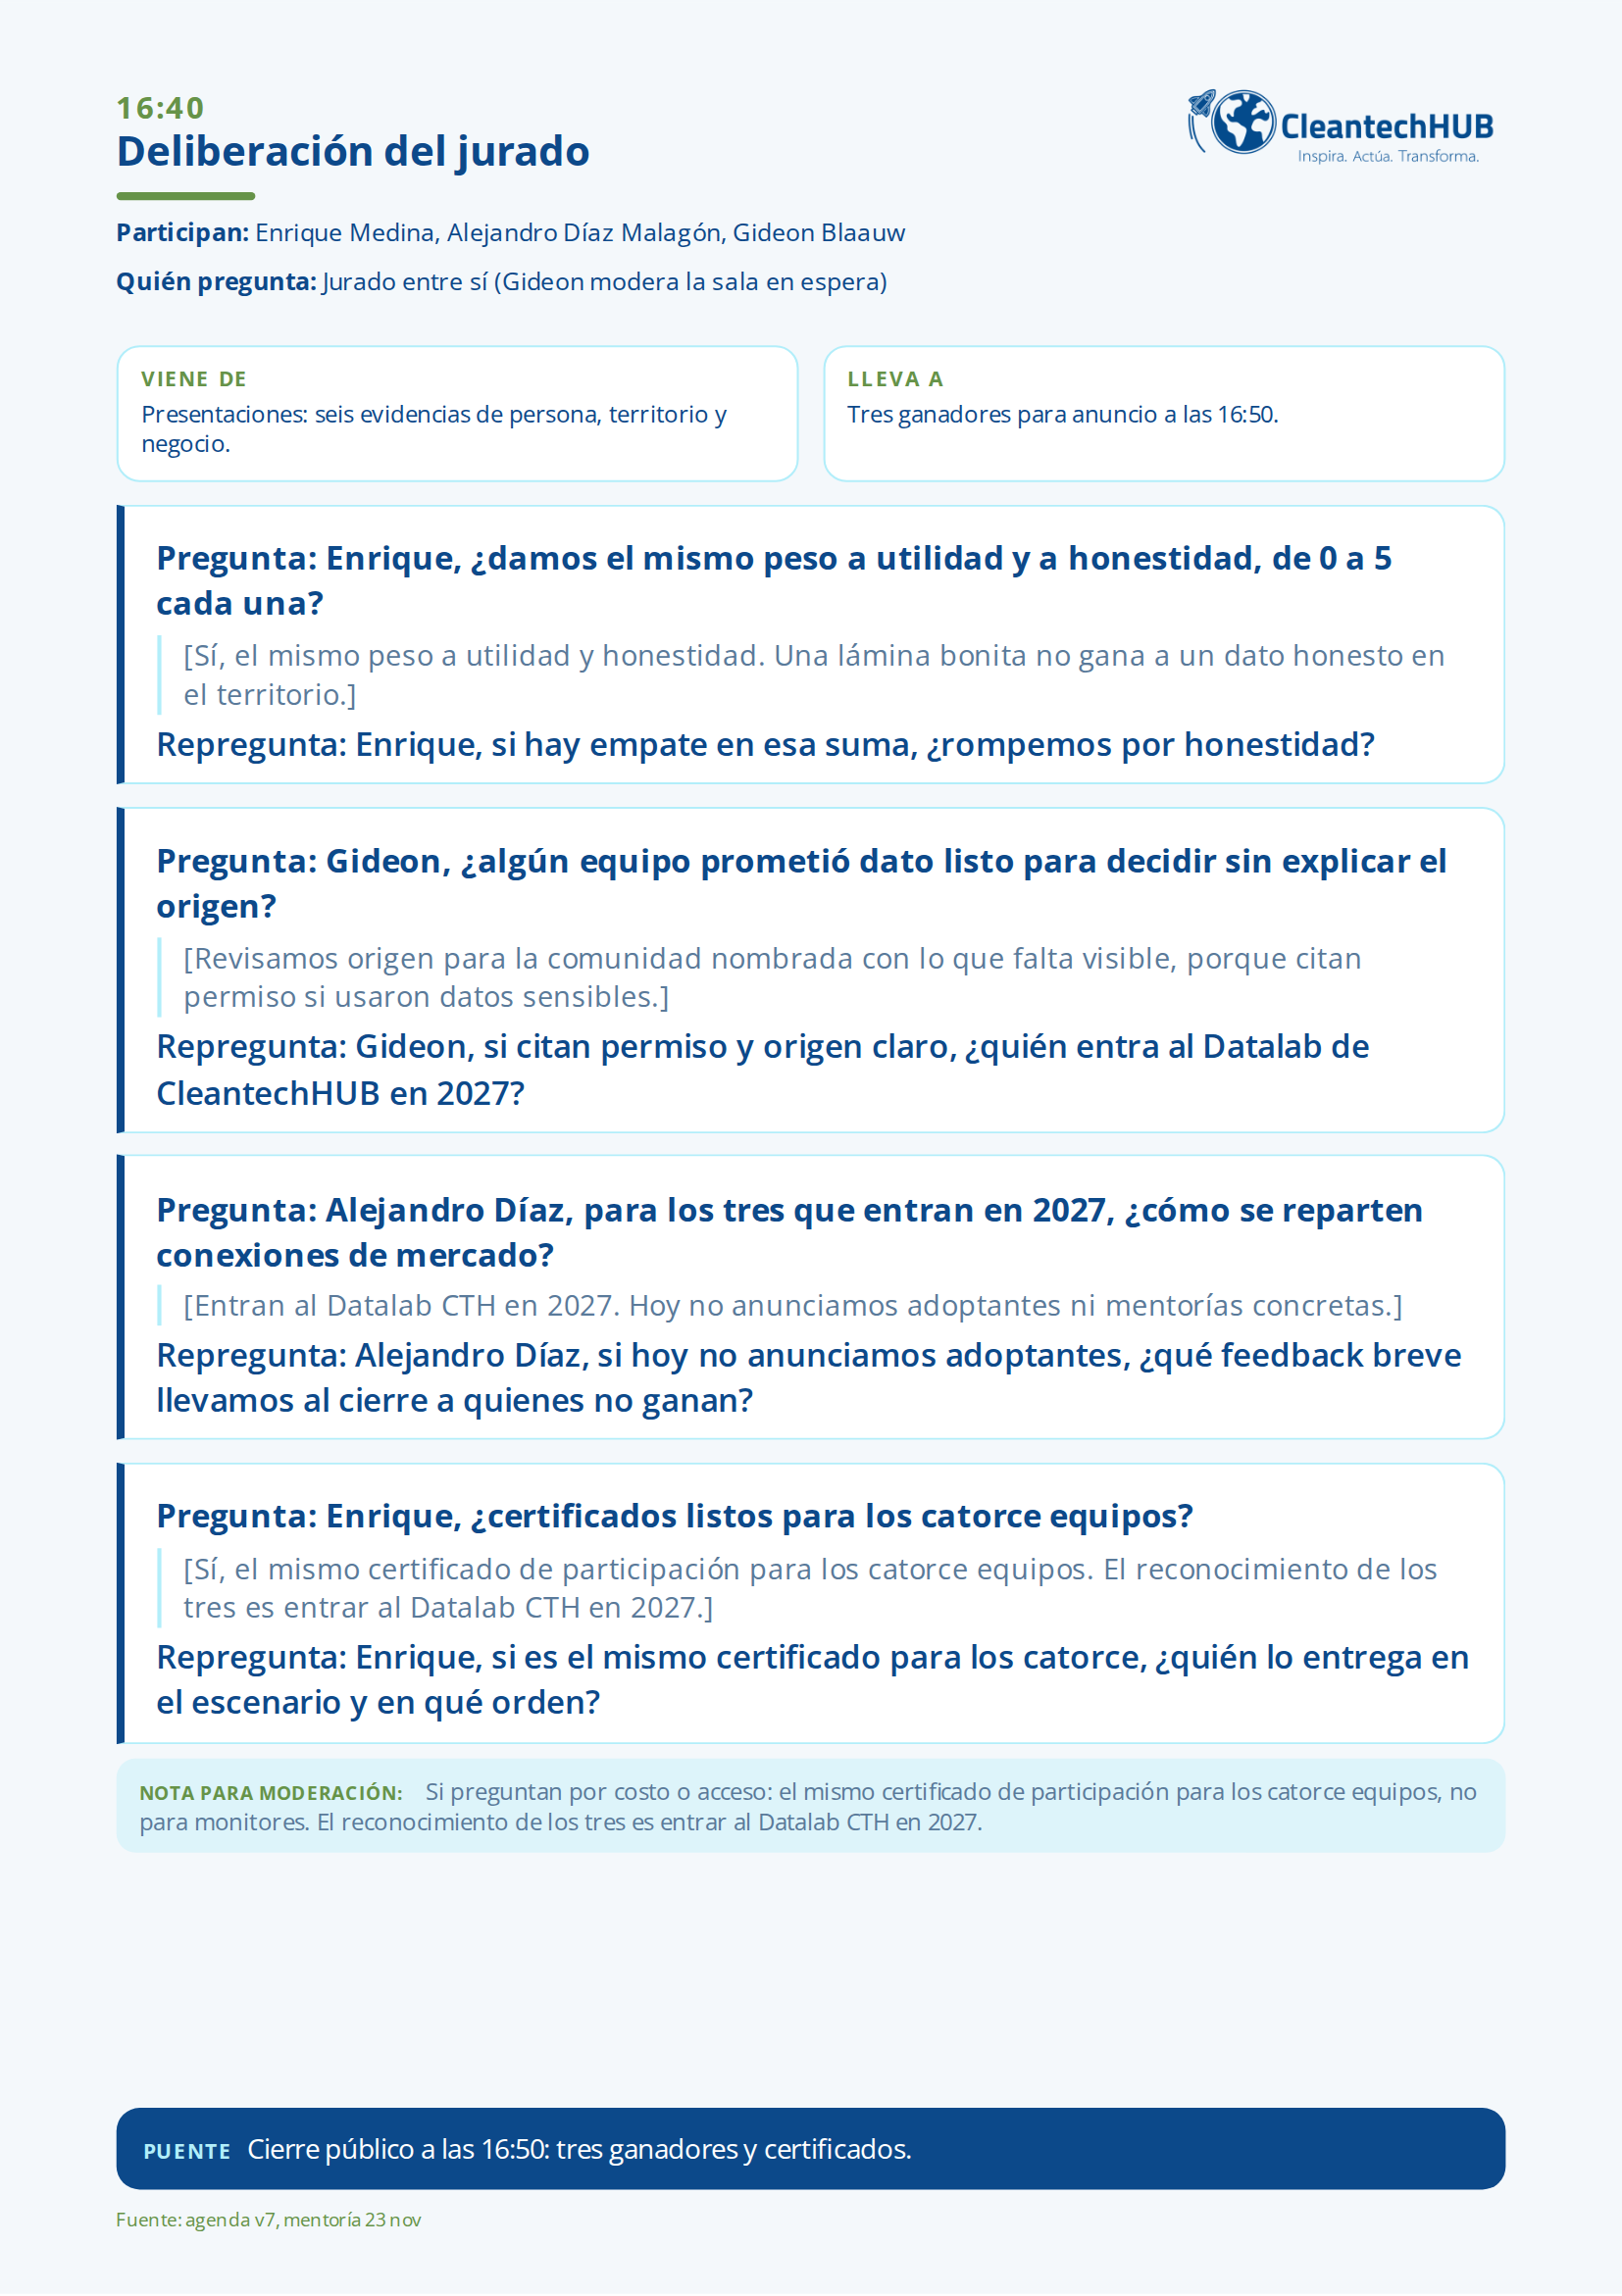 16:40
Deliberación del jurado
CleantechHUB
Inspira. Actúa. Transforma.
Participan: Enrique Medina, Alejandro Díaz Malagón, Gideon Blaauw
Quién pregunta: Jurado entre sí (Gideon modera la sala en espera)
VIENE DE
Presentaciones: seis evidencias de persona, territorio y
negocio.
LLEVA A
Tres ganadores para anuncio a las 16:50.
Pregunta: Enrique, ¿damos el mismo peso a utilidad y a honestidad, de 0 a 5
cada una?
[Sí, el mismo peso a utilidad y honestidad. Una lámina bonita no gana a un dato honesto en
el territorio.]
Repregunta: Enrique, si hay empate en esa suma, ¿rompemos por honestidad?
Pregunta: Gideon, ¿algún equipo prometió dato listo para decidir sin explicar el
origen?
[Revisamos origen para la comunidad nombrada con lo que falta visible, porque citan
permiso si usaron datos sensibles.]
Repregunta: Gideon, si citan permiso y origen claro, ¿quién entra al Datalab de
CleantechHUB en 2027?
Pregunta: Alejandro Díaz, para los tres que entran en 2027, ¿cómo se reparten
conexiones de mercado?
[Entran al Datalab CTH en 2027. Hoy no anunciamos adoptantes ni mentorías concretas.]
Repregunta: Alejandro Díaz, si hoy no anunciamos adoptantes, ¿qué feedback breve
llevamos al cierre a quienes no ganan?
Pregunta: Enrique, ¿certificados listos para los catorce equipos?
[Sí, el mismo certificado de participación para los catorce equipos. El reconocimiento de los
tres es entrar al Datalab CTH en 2027.]
Repregunta: Enrique, si es el mismo certificado para los catorce, ¿quién lo entrega en
el escenario y en qué orden?
NOTA PARA MODERACIÓN: Si preguntan por costo o acceso: el mismo certificado de participación para los catorce equipos, no
para monitores. El reconocimiento de los tres es entrar al Datalab CTH en 2027.
PUENTE Cierre público a las 16:50: tres ganadores y certificados.
Fuente: agenda v7, mentoría 23 nov